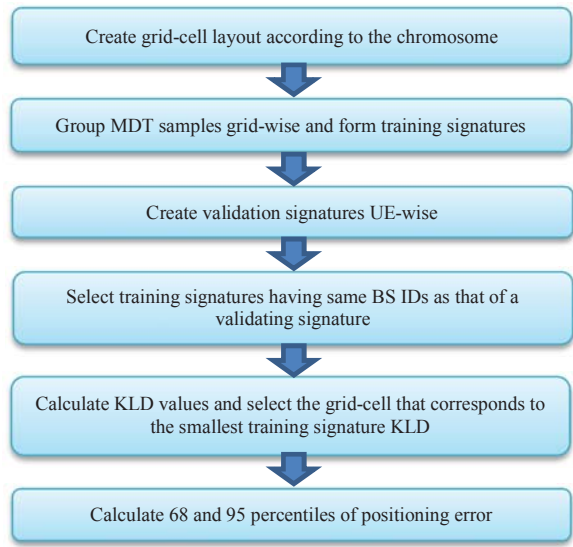 Create grid-cell layout according to the chromosome
Group MDT samples grid-wise and form training signatures
Create validation signatures UE-wise
Select training signatures having same BS IDs as that of a
validating signature
Calculate KLD values and select the grid-cell that corresponds to
the smallest training signature KLD
Calculate 68 and 95 percentiles of positioning error